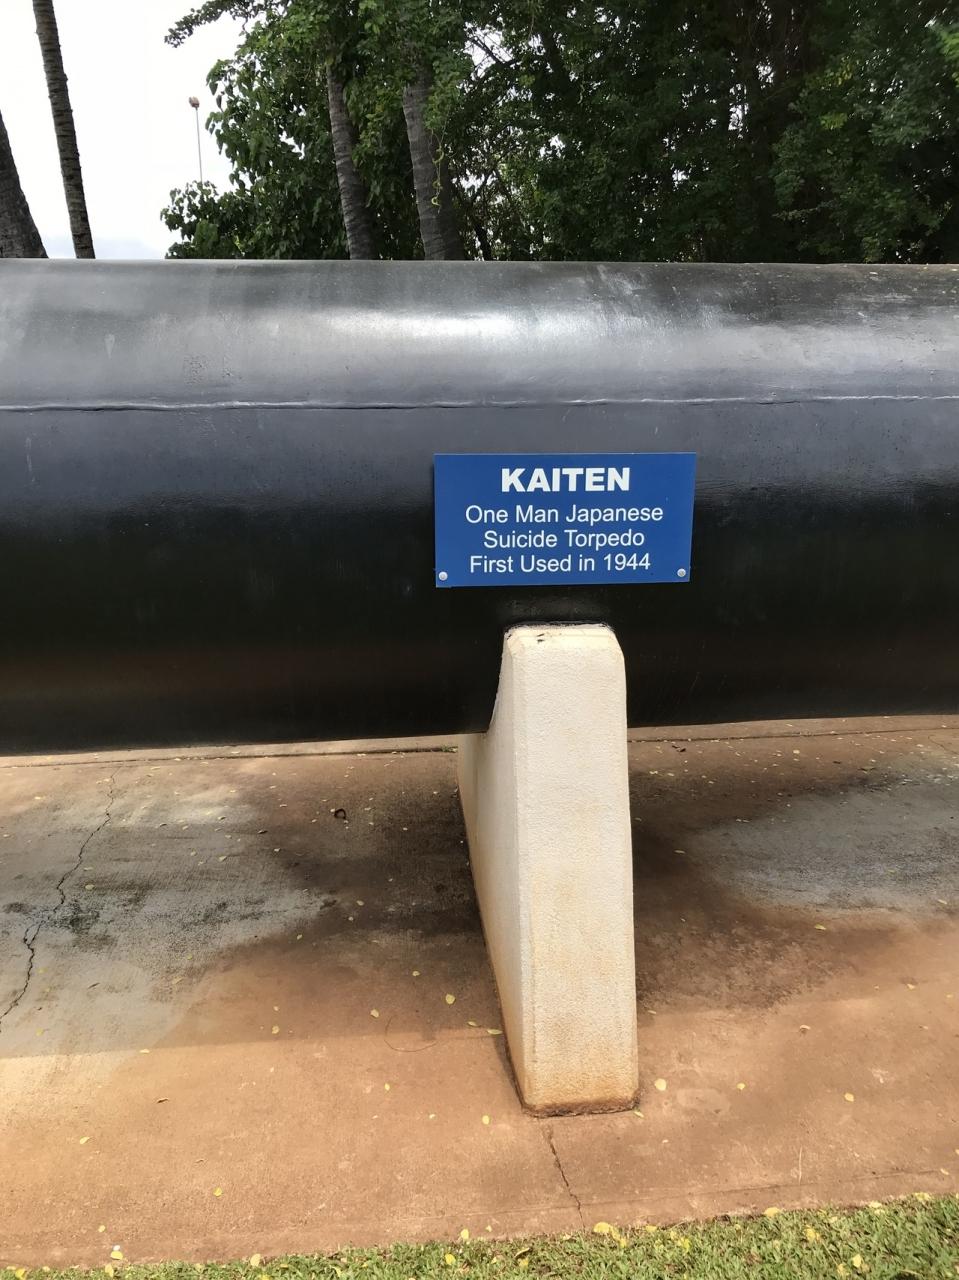 KAITEN
One Man Japanese
Suicide Torpedo
First Used in 1944